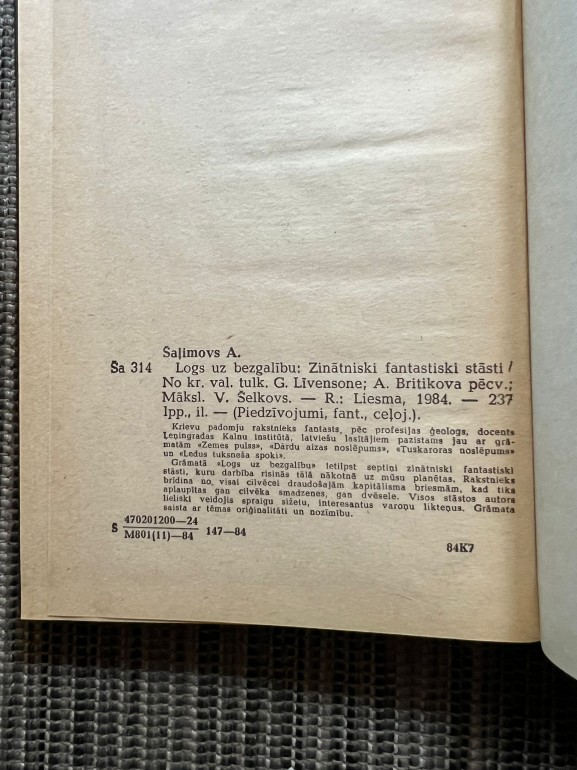 Šaļimovs A.
Ša 314 Logs uz bezgalību: Zinātniski fantastiski stāsti /
No kr. val. tulk. G. Līvensone; A. Britikova pēcv.;
Māksl. V. Šelkovs. — R.: Liesma, 1984. — 237
lpp., il. — (Piedzīvojumi, fant., ceļoj.).
Krievu padomju rakstnieks fantasts, pēc profesijas ģeologs, docents
Ļeningradas Kalnu institūtā, latviešu lasītājiem pazīstams jau ar grā-
matām «Zemes pulss», «Dārdu aizas noslēpums», «Tuskaroras noslēpums»
un «Ledus tuksneša spoki».
Grāmatā «Logs uz bezgalību» ietilpst septiņi zinātniski fantastiski
stāsti, kuru darbība risinās tālā nākotnē uz mūsu planētas. Rakstnieks
brīdina no visai cilvēcei draudošajām kapitālisma briesmām, kad tiks
aplaupītas gan cilvēka smadzenes, gan dvēsele. Visos stāstos autors
lieliski veidojis spraigu sižetu, interesantus varoņu likteņus. Grāmata
saista ar tēmas oriģinalitāti un nozīmību.
Š 470201200—24
M801(11)—84 147—84
84K7